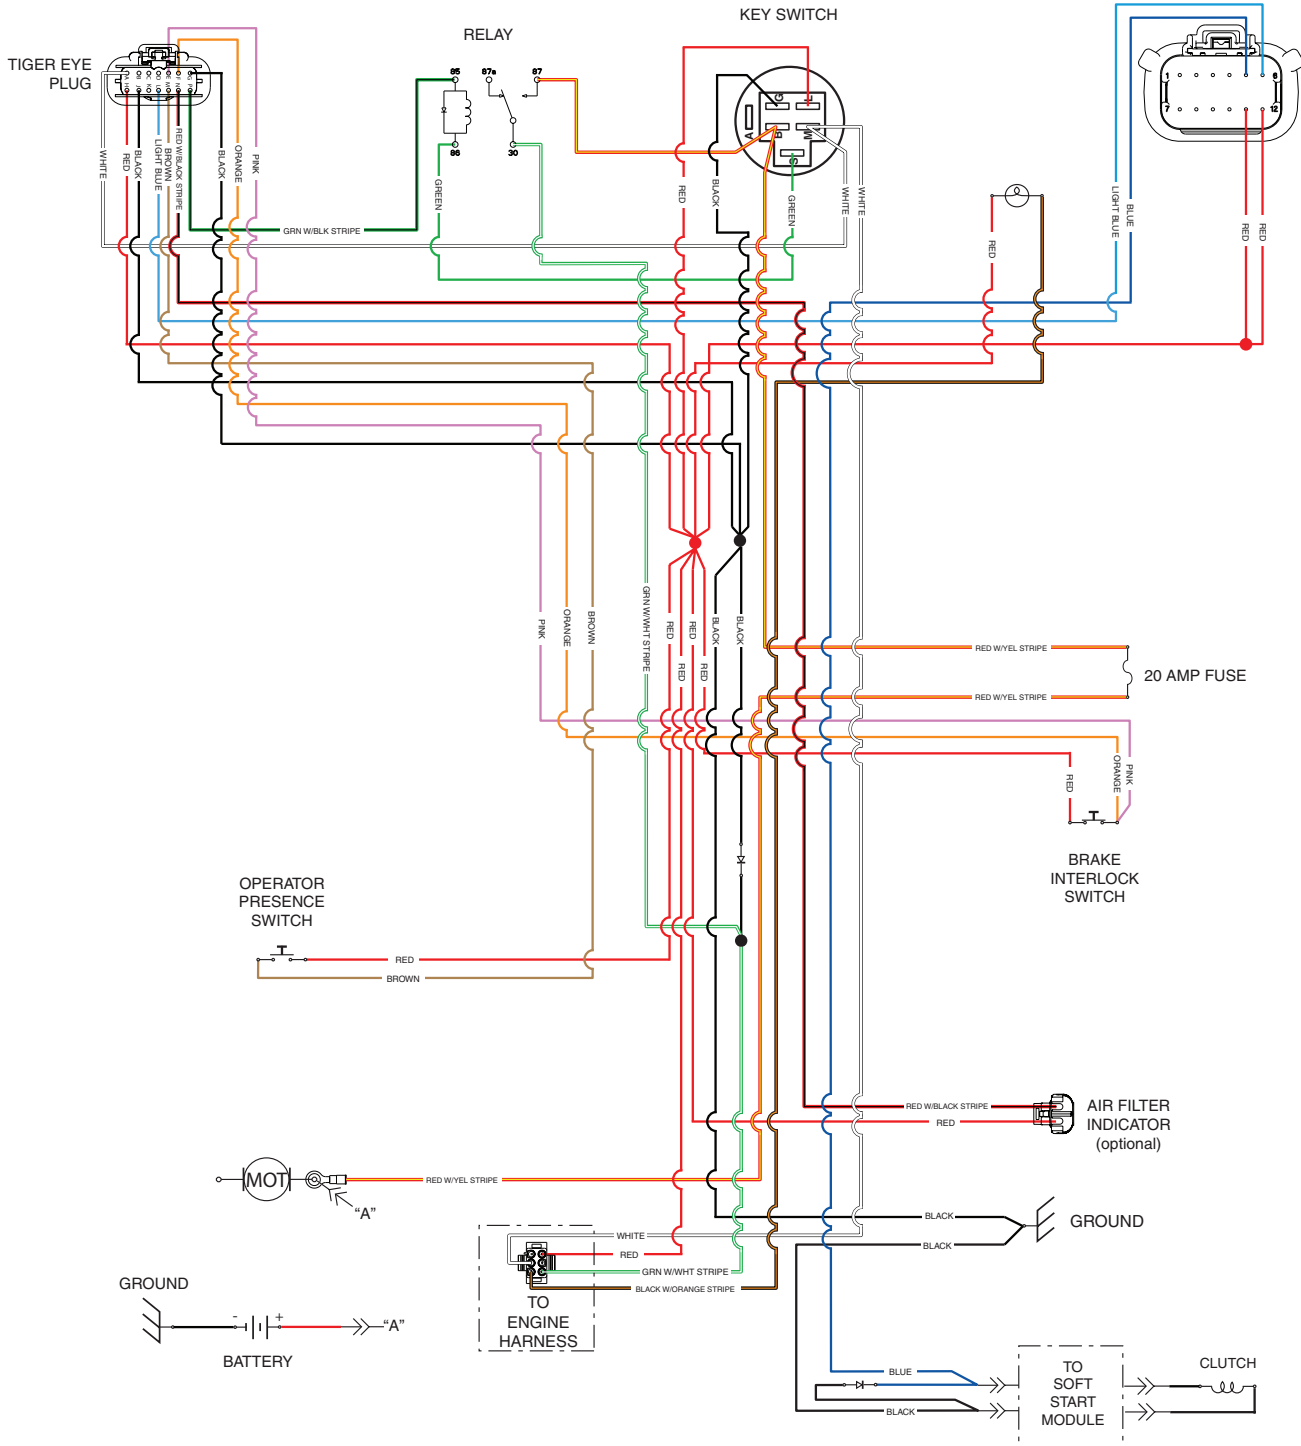 KEY SWITCH
RELAY
TIGER EYE
PLUG
85
87a
87
86
30
G
L
A
B
M
S
1
6
7
12
WHITE
RED
BLACK
LIGHT BLUE
BROWN
RED W/BLACK STRIPE
BLACK
ORANGE
PINK
GREEN
RED
BLACK
GREEN
WHITE
WHITE
RED
LIGHT BLUE
BLUE
RED
RED
GRN W/BLK STRIPE
PINK
ORANGE
BROWN
GRN W/WHT STRIPE
RED
RED
RED
RED
BLACK
BLACK
RED W/YEL STRIPE
20 AMP FUSE
RED W/YEL STRIPE
RED
ORANGE
PINK
BRAKE
INTERLOCK
SWITCH
OPERATOR
PRESENCE
SWITCH
RED
BROWN
RED W/BLACK STRIPE
RED
AIR FILTER
INDICATOR
(optional)
MOT
RED W/YEL STRIPE
“A”
BLACK
GROUND
WHITE
BLACK
RED
GRN W/WHT STRIPE
BLACK W/ORANGE STRIPE
TO
ENGINE
HARNESS
GROUND
-
+
“A”
BATTERY
BLUE
BLACK
TO
SOFT
START
MODULE
CLUTCH